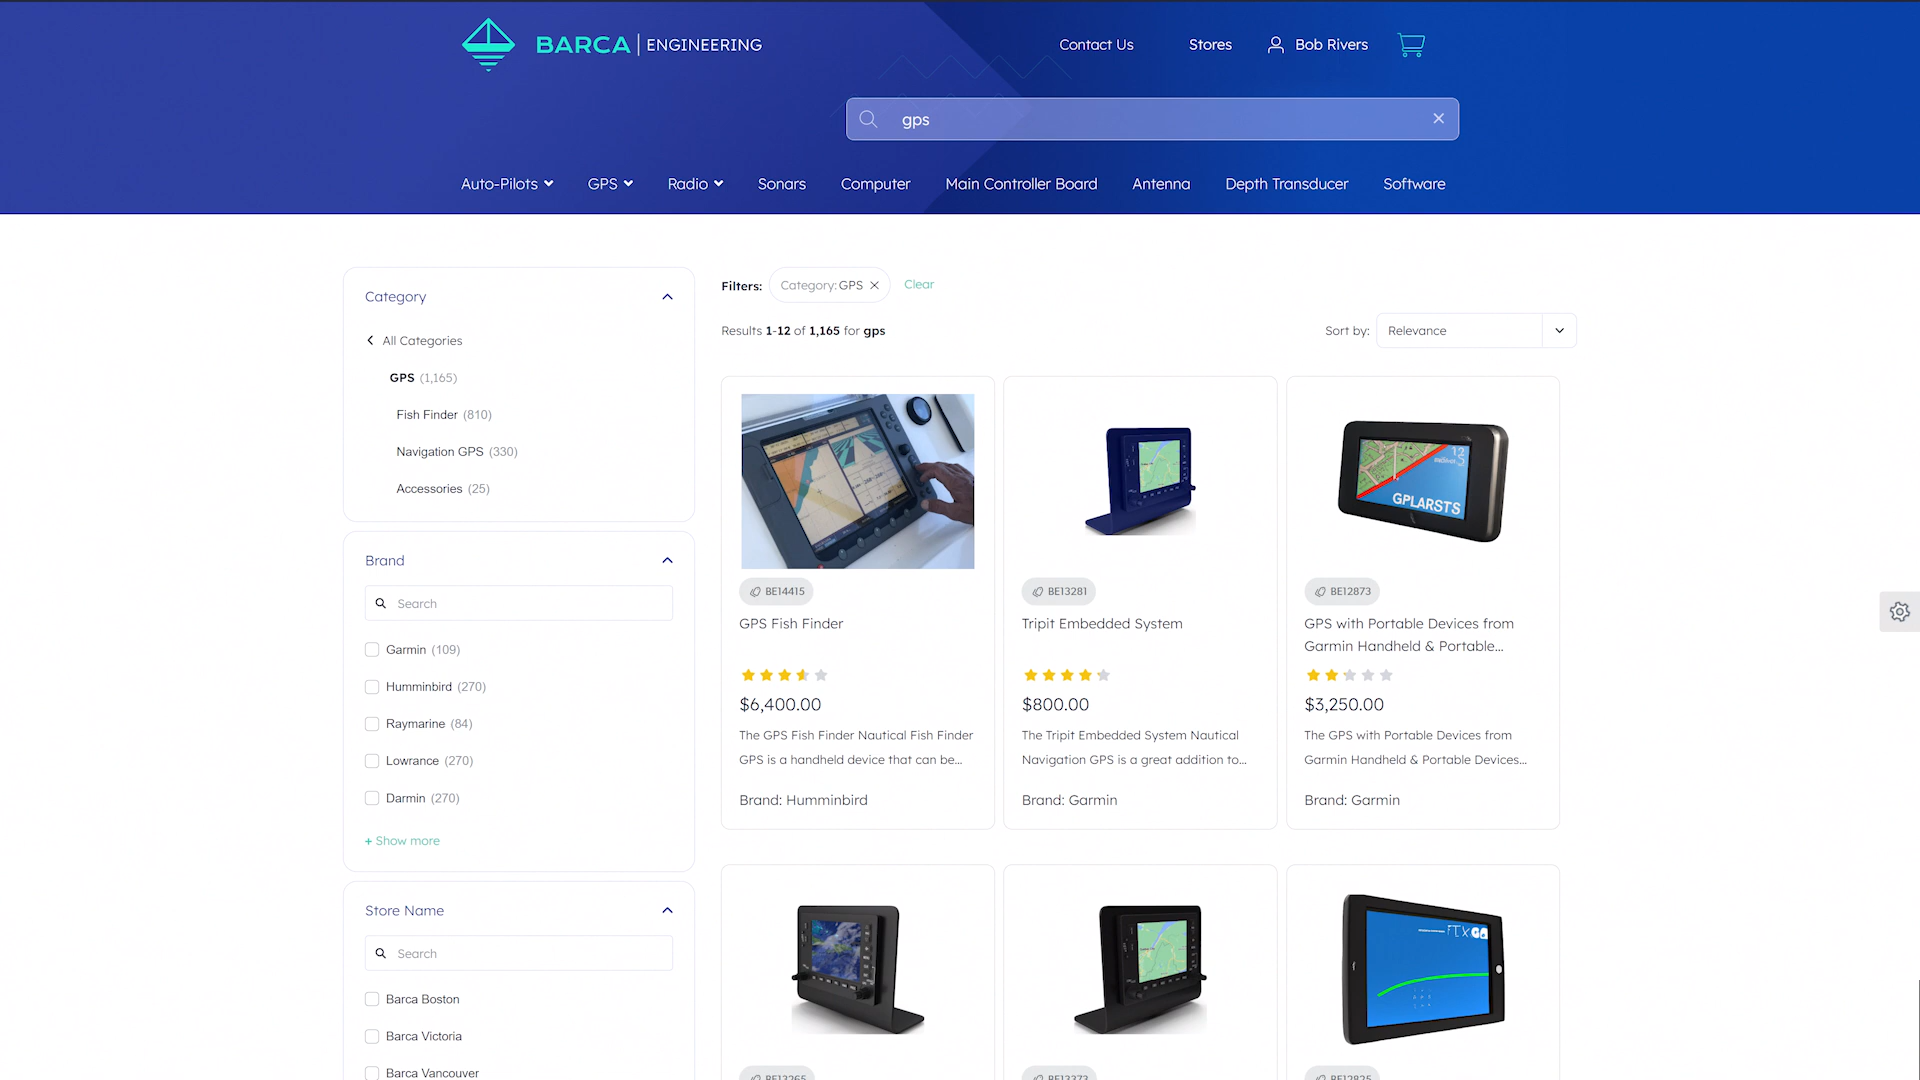 BARCA | ENGINEERING
Contact Us
Stores
Bob Rivers
gps
Auto-Pilots
GPS
Radio
Sonars
Computer
Main Controller Board
Antenna
Depth Transducer
Software
Category
All Categories
GPS (1,165)
Fish Finder (810)
Navigation GPS (330)
Accessories (25)
Brand
Search
Garmin (109)
Humminbird (270)
Raymarine (84)
Lowrance (270)
Darmin (270)
+ Show more
Store Name
Search
Barca Boston
Barca Victoria
Barca Vancouver
Filters: Category: GPS Clear
Results 1-12 of 1,165 for gps
Sort by: Relevance
BE14415
GPS Fish Finder
$6,400.00
The GPS Fish Finder Nautical Fish Finder
GPS is a handheld device that can be...
Brand: Humminbird
BE13281
Tripit Embedded System
$800.00
The Tripit Embedded System Nautical
Navigation GPS is a great addition to...
Brand: Garmin
GPLARSTS
BE12873
GPS with Portable Devices from
Garmin Handheld & Portable...
$3,250.00
The GPS with Portable Devices from
Garmin Handheld & Portable Devices...
Brand: Garmin
BE13265
BE13373
BE12825